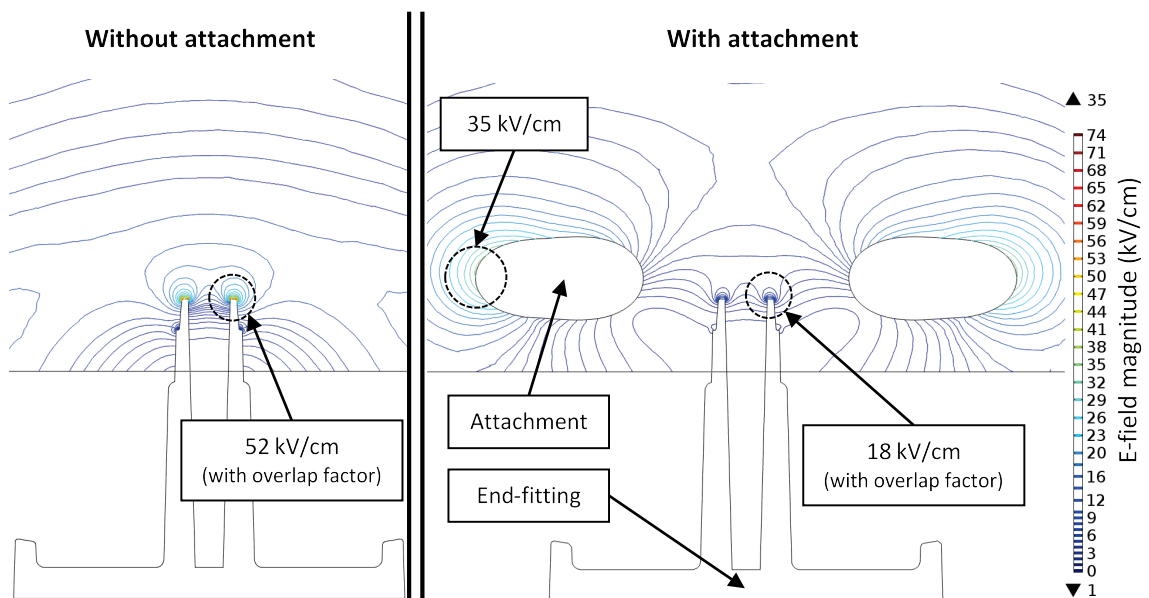 Without attachment
With attachment
35 kV/cm
52 kV/cm
(with overlap factor)
Attachment
End-fitting
18 kV/cm
(with overlap factor)
▲ 35
74
71
68
65
62
59
56
53
50
47
44
41
38
35
32
29
26
23
20
16
12
9
6
3
0
▼ 1
E-field magnitude (kV/cm)